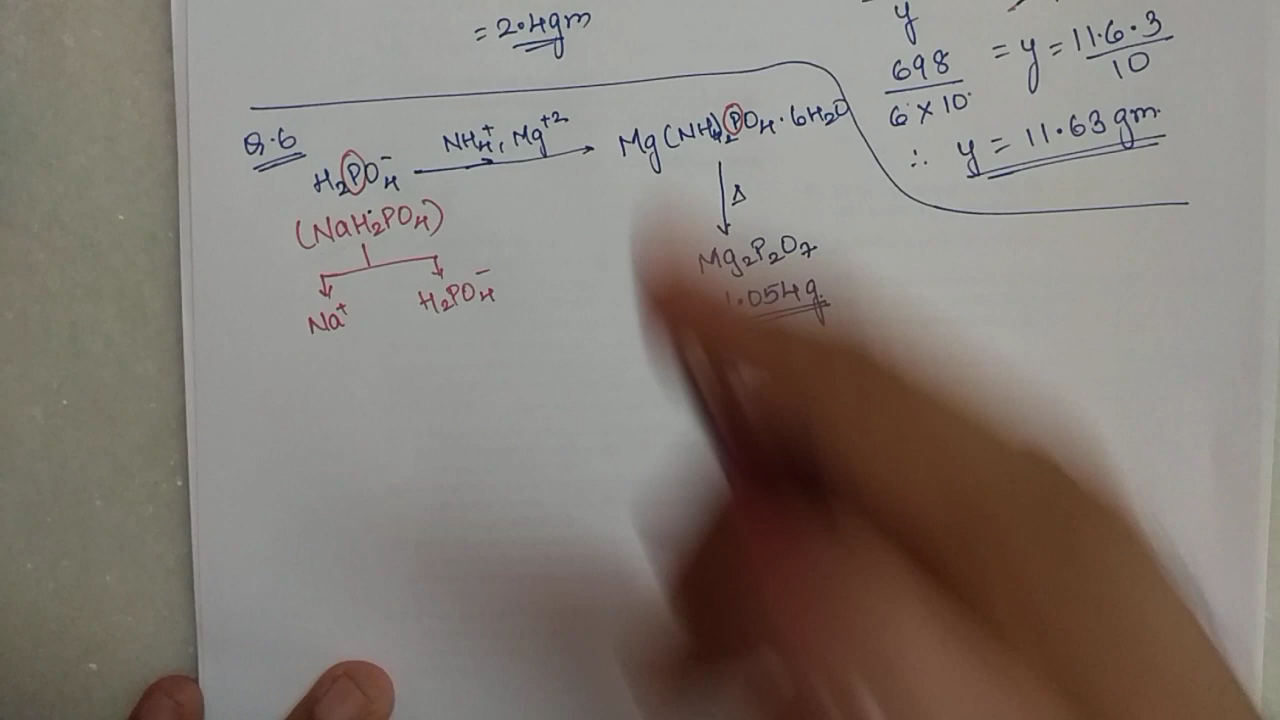 = 2.4gm
y
698 / 6 × 10 = y = 11.6.3 / 10
∴ y = 11.63 gm.
Q.6
H₂PO₄⁻ NH₄⁺, Mg⁺² → Mg(NH₄)₂PO₄·6H₂O
(NaH₂PO₄)
Na⁺ H₂PO₄⁻
Δ
Mg₂P₂O₇
1.054g.